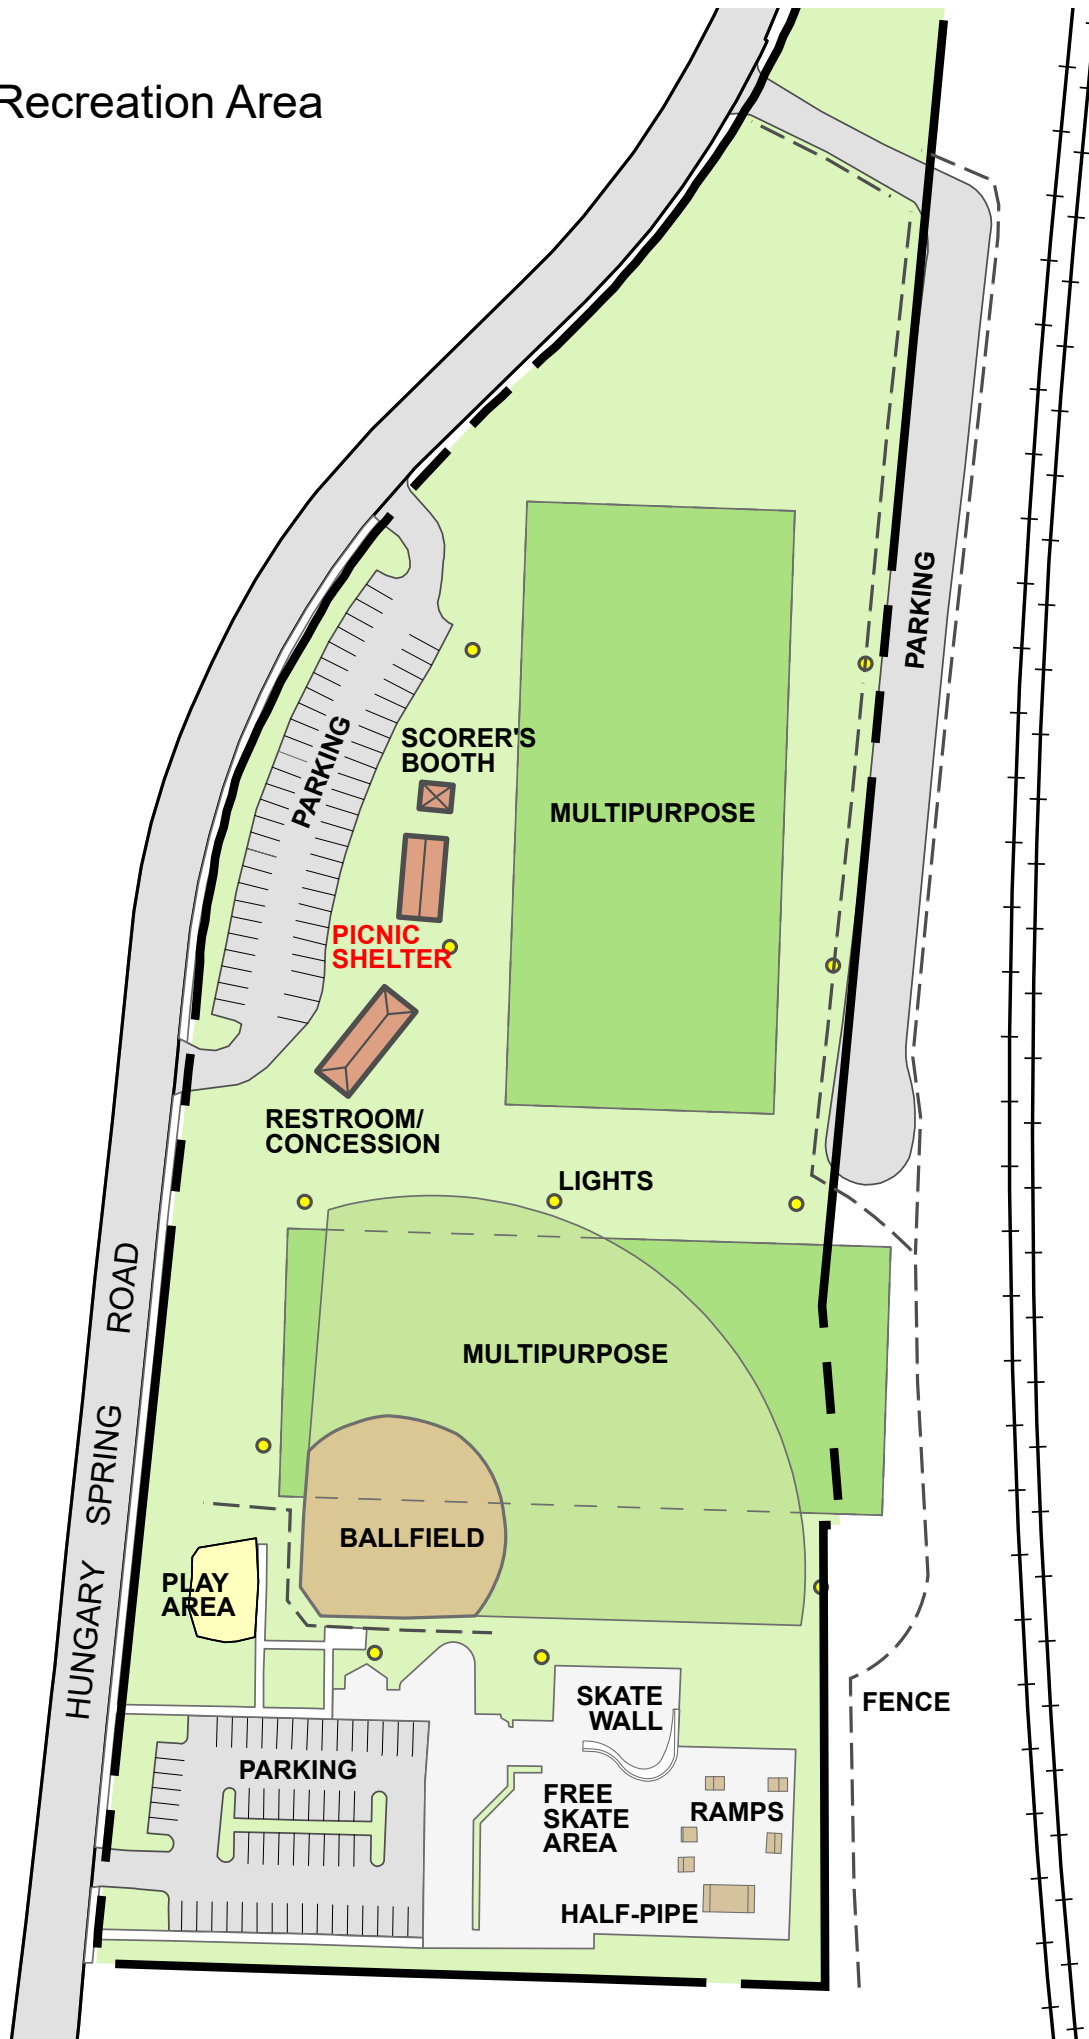 Recreation Area
PARKING
SCORER'S
BOOTH
PARKING
MULTIPURPOSE
PICNIC
SHELTER
RESTROOM/
CONCESSION
LIGHTS
HUNGARY SPRING ROAD
MULTIPURPOSE
BALLFIELD
PLAY
AREA
FENCE
SKATE
WALL
PARKING
FREE
SKATE
AREA
RAMPS
HALF-PIPE